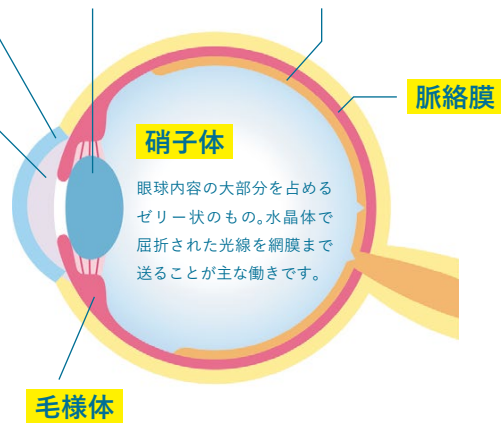 脈絡膜
硝子体
眼球内容の大部分を占める
ゼリー状のもの。水晶体で
屈折された光線を網膜まで
送ることが主な働きです。
毛様体